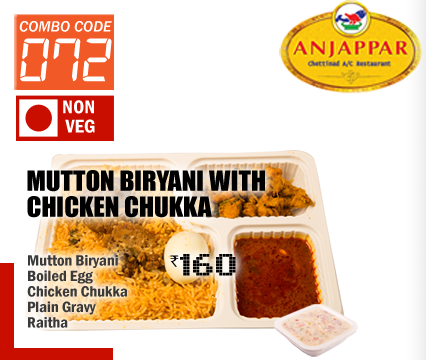 COMBO CODE
072
NON
VEG
ANJAPPAR
Chettinad A/C Restaurant
MUTTON BIRYANI WITH
CHICKEN CHUKKA
₹160
Mutton Biryani
Boiled Egg
Chicken Chukka
Plain Gravy
Raitha